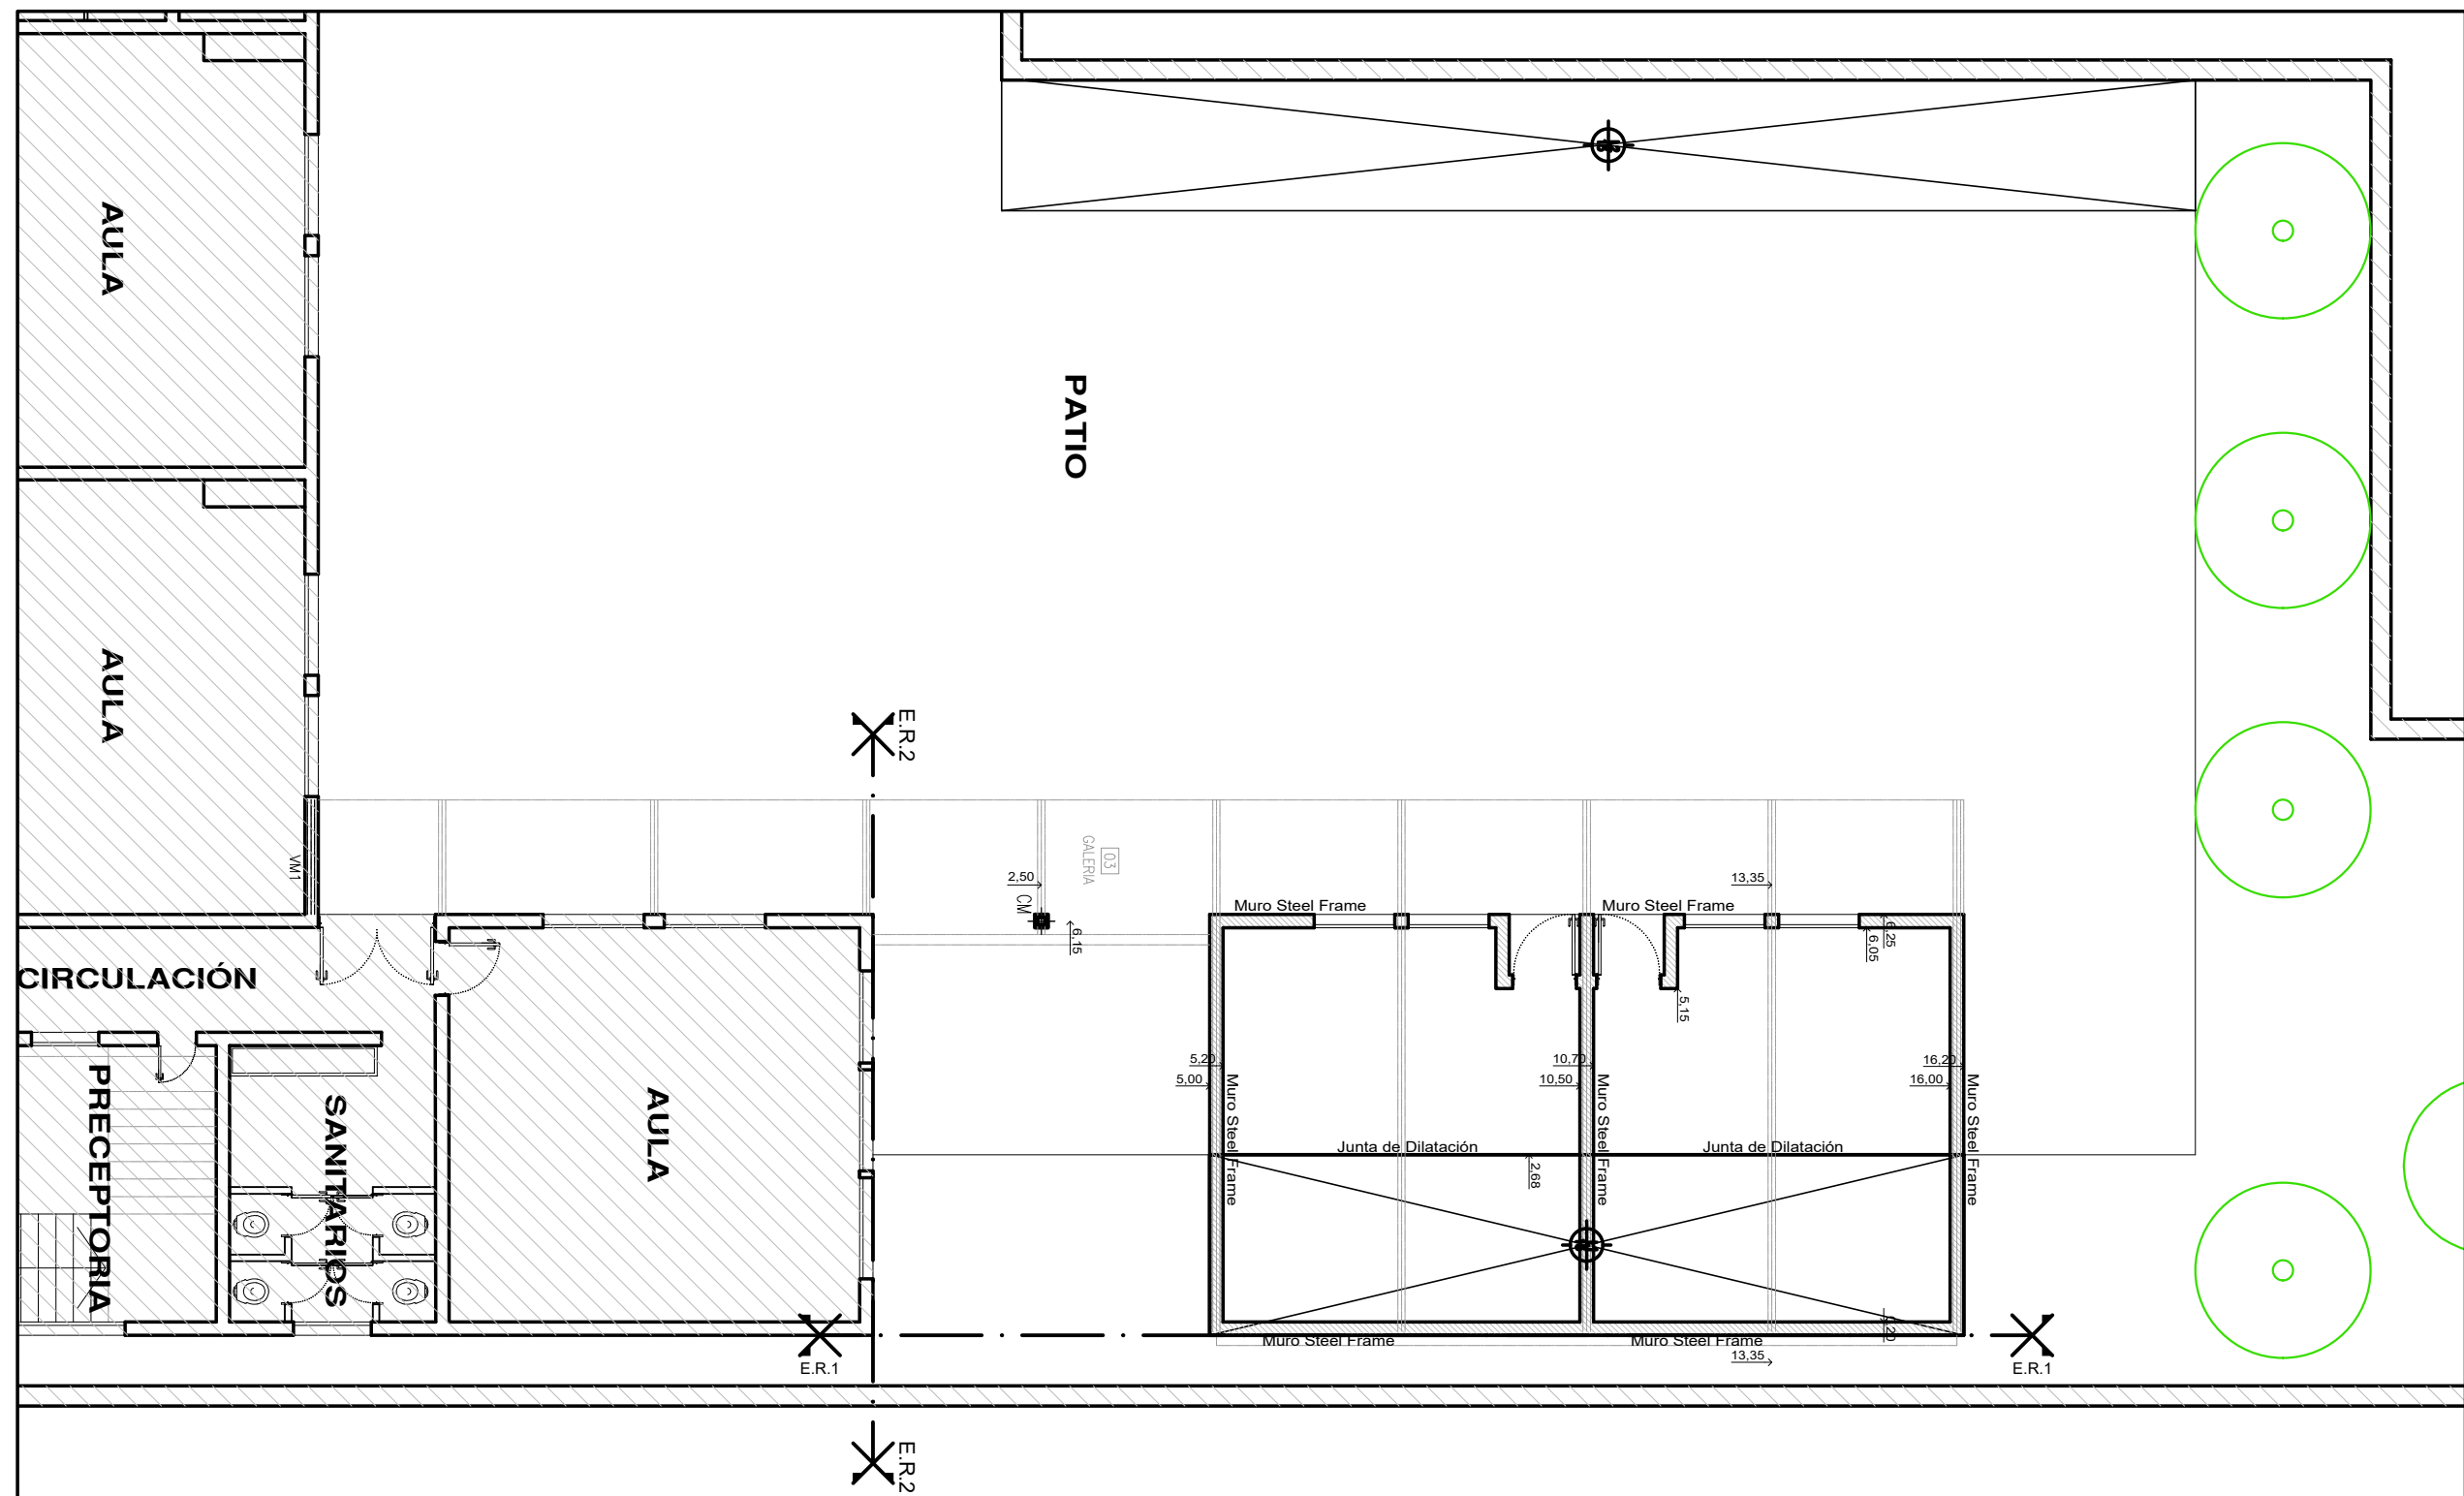 AULA
PATIO
AULA
E.R.2
03
GALERIA
VM1
2,50
CM
6,15
13,35
Muro Steel Frame
Muro Steel Frame
6,25
6,05
CIRCULACIÓN
5,15
5,20
5,00
10,70
10,50
16,20
16,00
PRECEPTORIA
SANITARIOS
AULA
Muro Steel Frame
Muro Steel Frame
Muro Steel Frame
Junta de Dilatación
Junta de Dilatación
2,68
0,20
Muro Steel Frame
Muro Steel Frame
13,35
E.R.1
E.R.1
E.R.2